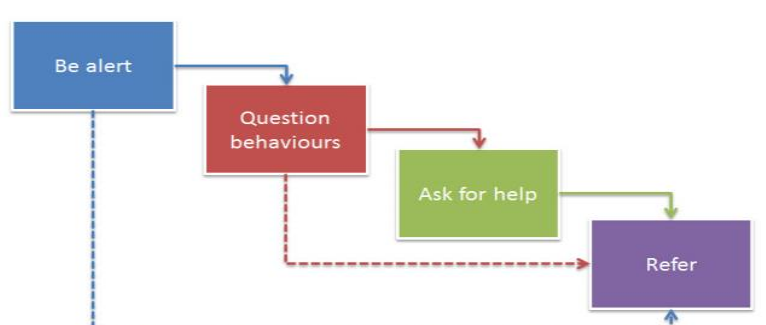 Be alert
Question
behaviours
Ask for help
Refer